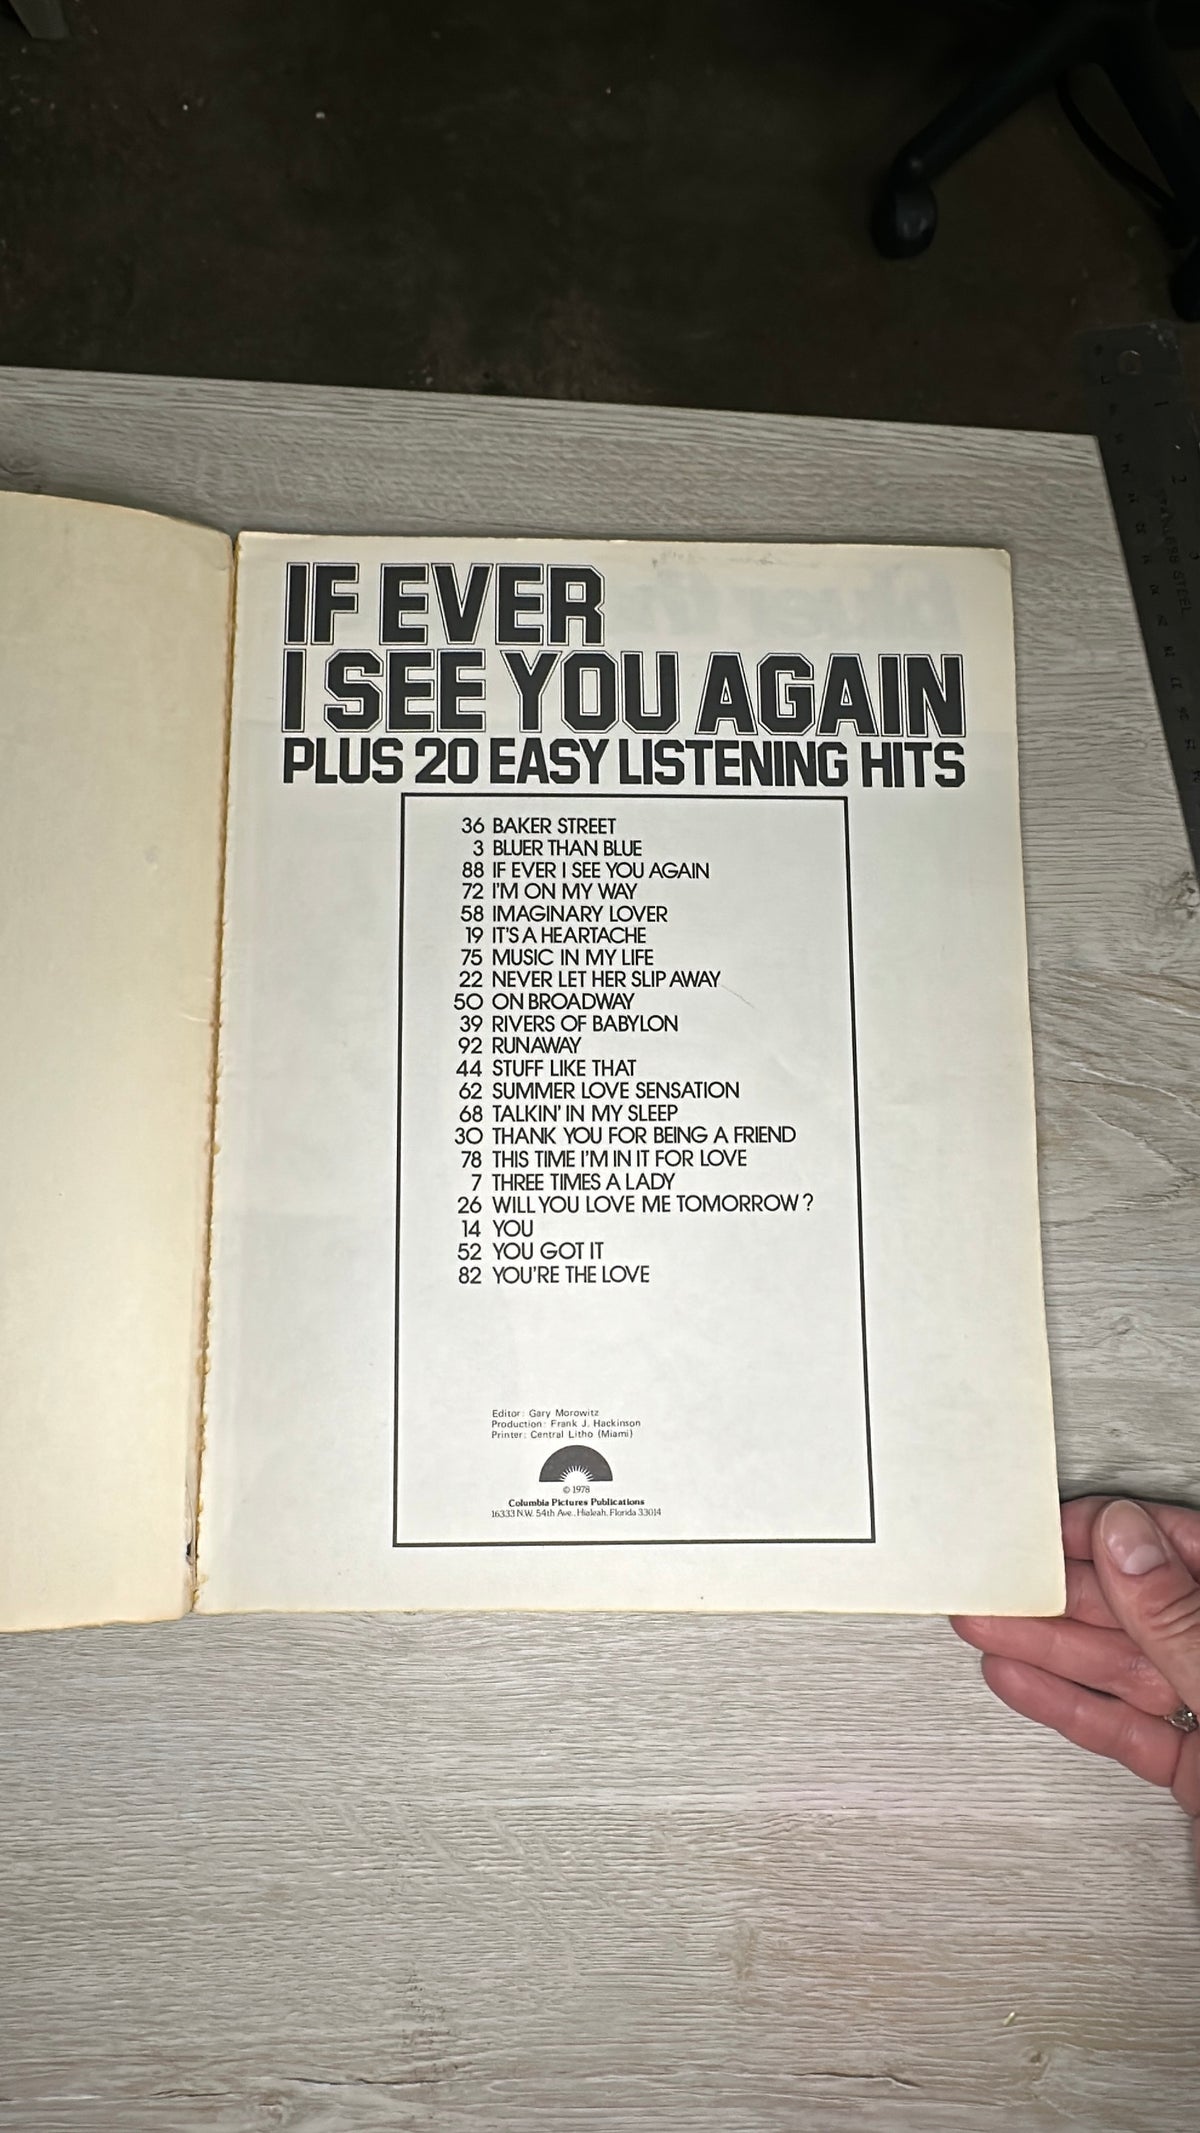 IF EVER
I SEE YOU AGAIN
PLUS 20 EASY LISTENING HITS
36 BAKER STREET
3 BLUER THAN BLUE
88 IF EVER I SEE YOU AGAIN
72 I'M ON MY WAY
58 IMAGINARY LOVER
19 IT'S A HEARTACHE
75 MUSIC IN MY LIFE
22 NEVER LET HER SLIP AWAY
50 ON BROADWAY
39 RIVERS OF BABYLON
92 RUNAWAY
44 STUFF LIKE THAT
62 SUMMER LOVE SENSATION
68 TALKIN' IN MY SLEEP
30 THANK YOU FOR BEING A FRIEND
78 THIS TIME I'M IN IT FOR LOVE
7 THREE TIMES A LADY
26 WILL YOU LOVE ME TOMORROW?
14 YOU
52 YOU GOT IT
82 YOU'RE THE LOVE
Editor: Gary Morowitz
Production: Frank J. Hackinson
Printer: Central Litho (Miami)
© 1978
Columbia Pictures Publications
16333 N.W. 54th Ave., Hialeah, Florida 33014
STAINLESS STEEL